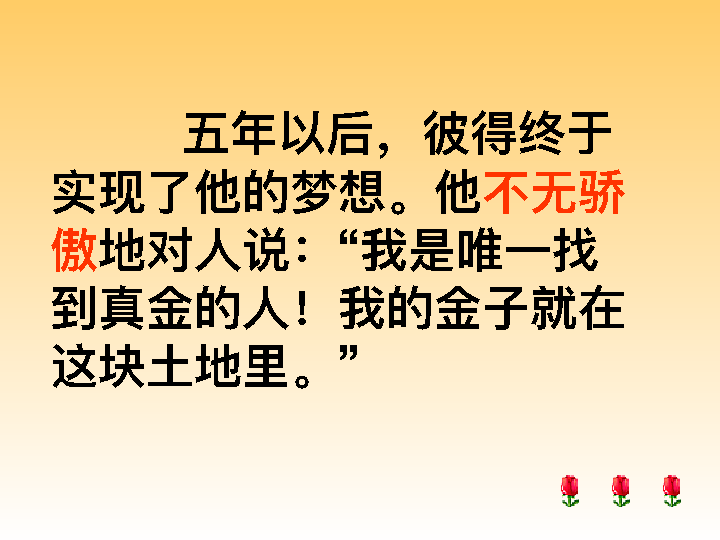 五年以后，彼得终于
实现了他的梦想。他不无骄
傲地对人说：“我是唯一找
到真金的人！我的金子就在
这块土地里。”